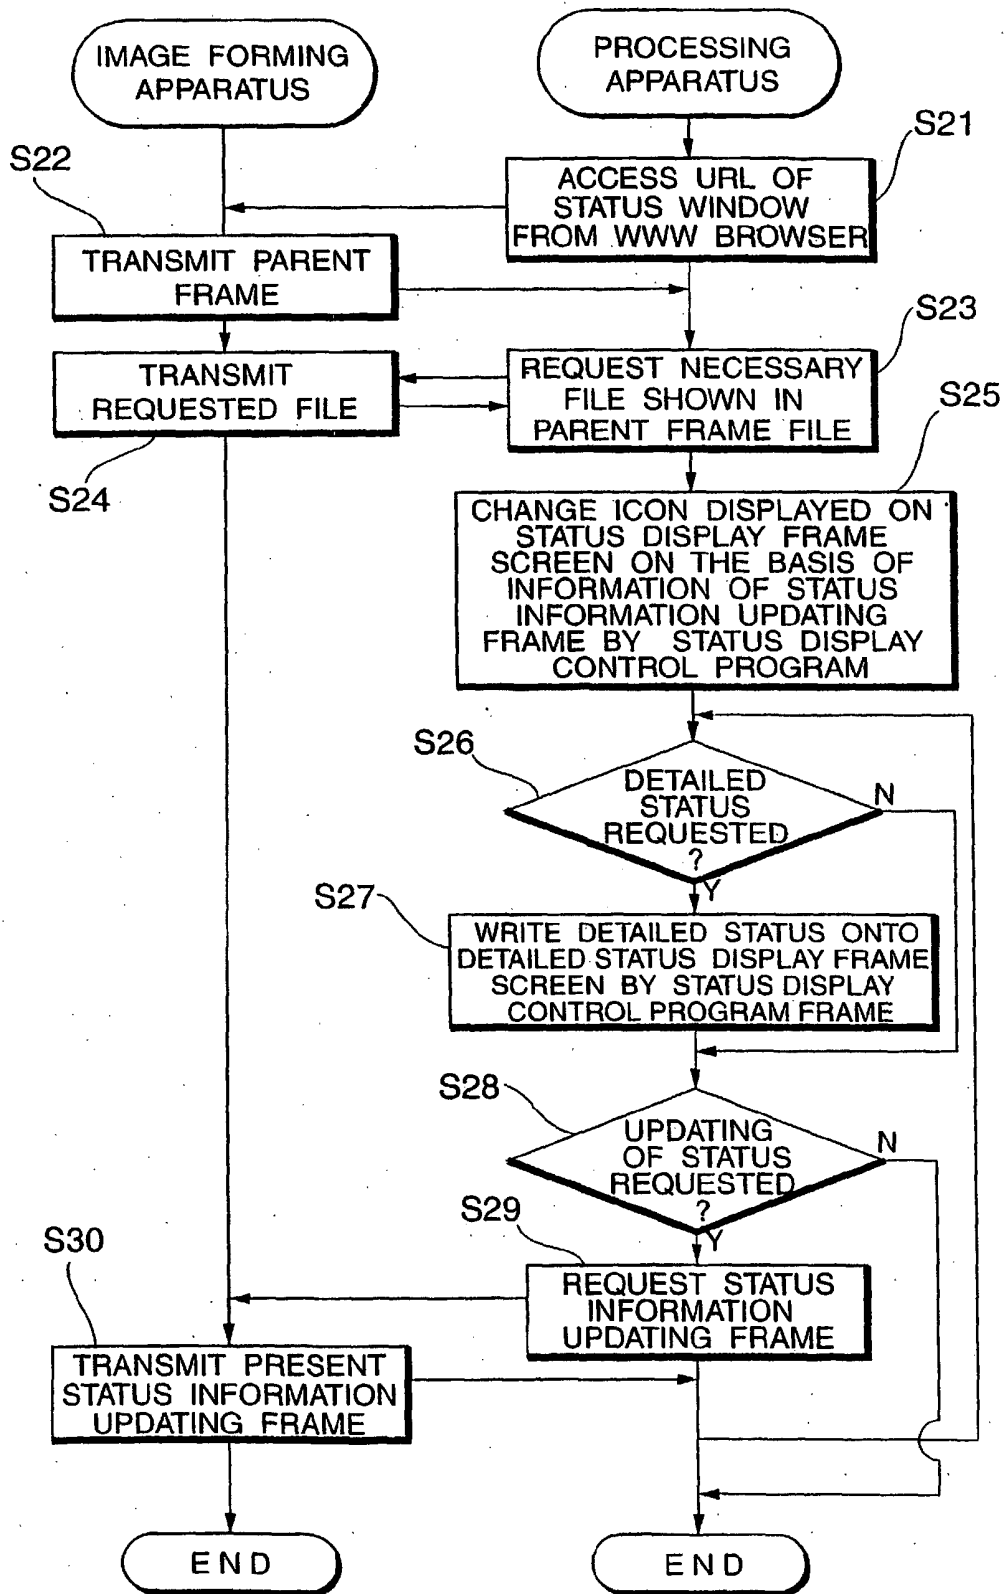 IMAGE FORMING
APPARATUS
PROCESSING
APPARATUS
S21
ACCESS URL OF
STATUS WINDOW
FROM WWW BROWSER
S22
TRANSMIT PARENT
FRAME
S23
REQUEST NECESSARY
FILE SHOWN IN
PARENT FRAME FILE
TRANSMIT
REQUESTED FILE
S24
S25
CHANGE ICON DISPLAYED ON
STATUS DISPLAY FRAME
SCREEN ON THE BASIS OF
INFORMATION OF STATUS
INFORMATION UPDATING
FRAME BY STATUS DISPLAY
CONTROL PROGRAM
S26
DETAILED
STATUS
REQUESTED
?
N
Y
S27
WRITE DETAILED STATUS ONTO
DETAILED STATUS DISPLAY FRAME
SCREEN BY STATUS DISPLAY
CONTROL PROGRAM FRAME
S28
UPDATING
OF STATUS
REQUESTED
?
N
Y
S29
REQUEST STATUS
INFORMATION
UPDATING FRAME
S30
TRANSMIT PRESENT
STATUS INFORMATION
UPDATING FRAME
END
END